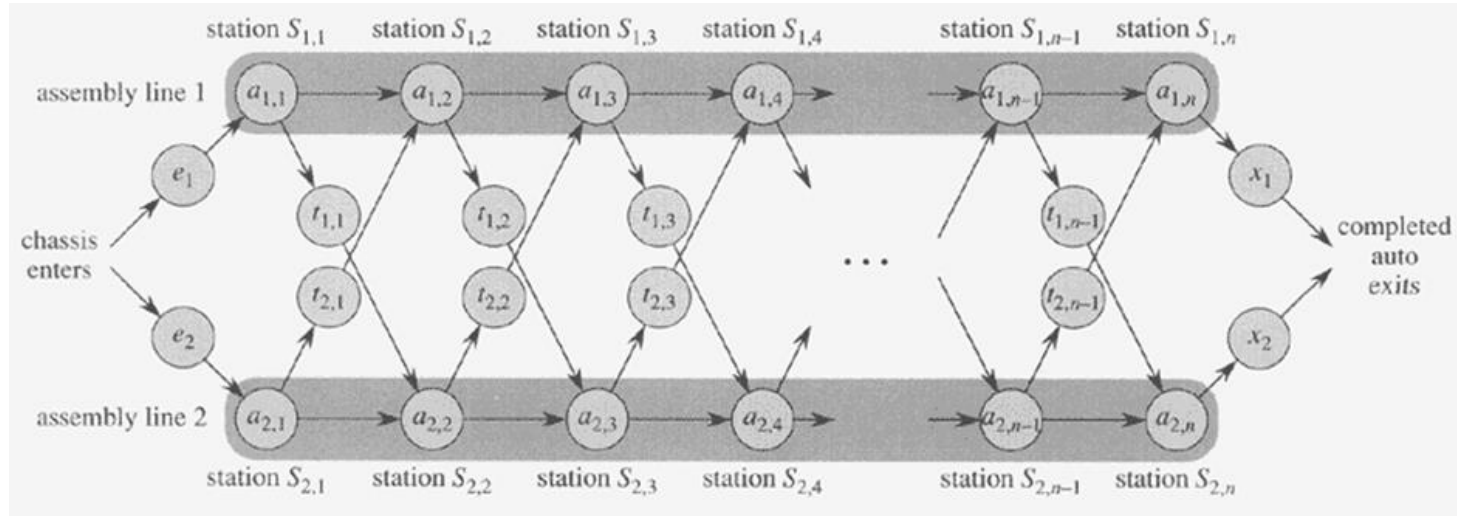 station S1,1 station S1,2 station S1,3 station S1,4 station S1,n–1 station S1,n
assembly line 1 a1,1 a1,2 a1,3 a1,4 a1,n–1 a1,n
e1 x1
t1,1 t1,2 t1,3 t1,n–1
chassis
enters
completed
auto
exits
...
t2,1 t2,2 t2,3 t2,n–1
e2 x2
assembly line 2 a2,1 a2,2 a2,3 a2,4 a2,n–1 a2,n
station S2,1 station S2,2 station S2,3 station S2,4 station S2,n–1 station S2,n